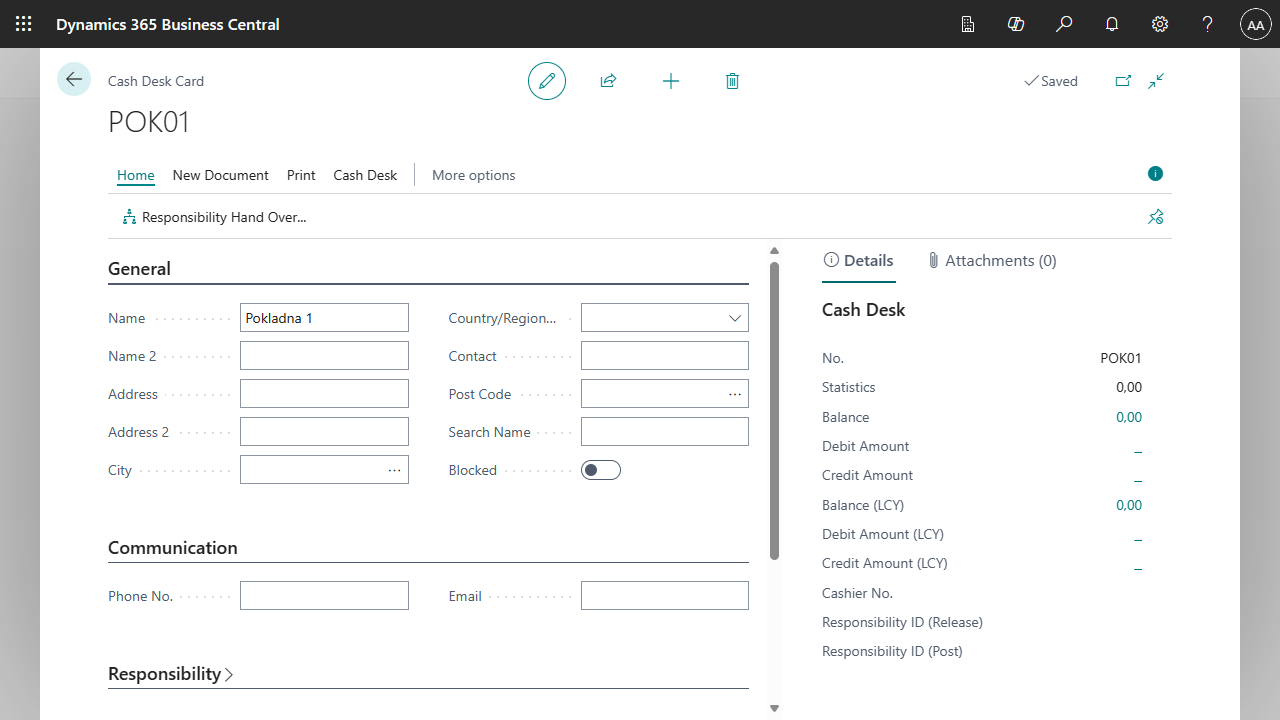 Dynamics 365 Business Central
AA
Cash Desk Card
Saved
POK01
Home
New Document
Print
Cash Desk
More options
Responsibility Hand Over...
General
Name
Pokladna 1
Country/Region...
Name 2
Contact
Address
Post Code
Address 2
Search Name
City
Blocked
Communication
Phone No.
Email
Responsibility
Details
Attachments (0)
Cash Desk
No.
POK01
Statistics
0,00
Balance
0,00
Debit Amount
_
Credit Amount
_
Balance (LCY)
0,00
Debit Amount (LCY)
_
Credit Amount (LCY)
_
Cashier No.
Responsibility ID (Release)
Responsibility ID (Post)